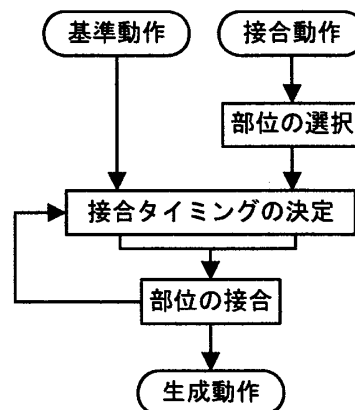 基準動作
接合動作
部位の選択
接合タイミングの決定
部位の接合
生成動作